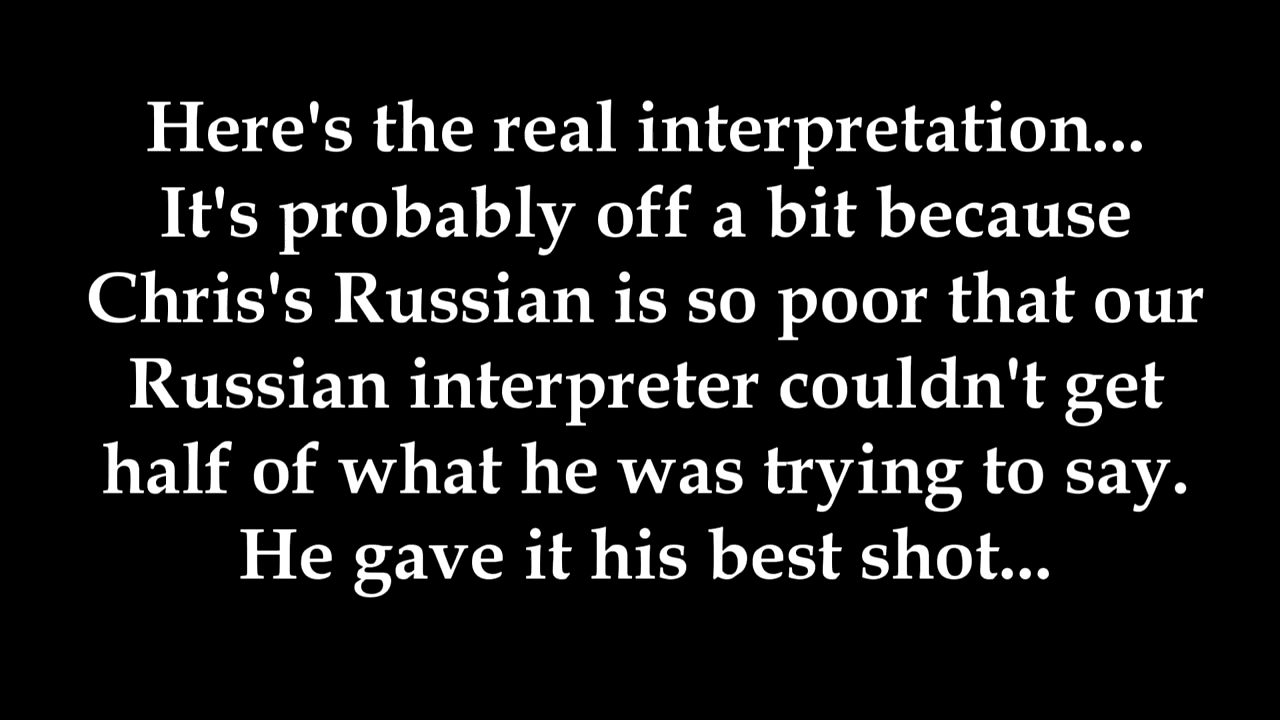 Here's the real interpretation...
It's probably off a bit because
Chris's Russian is so poor that our
Russian interpreter couldn't get
half of what he was trying to say.
He gave it his best shot...